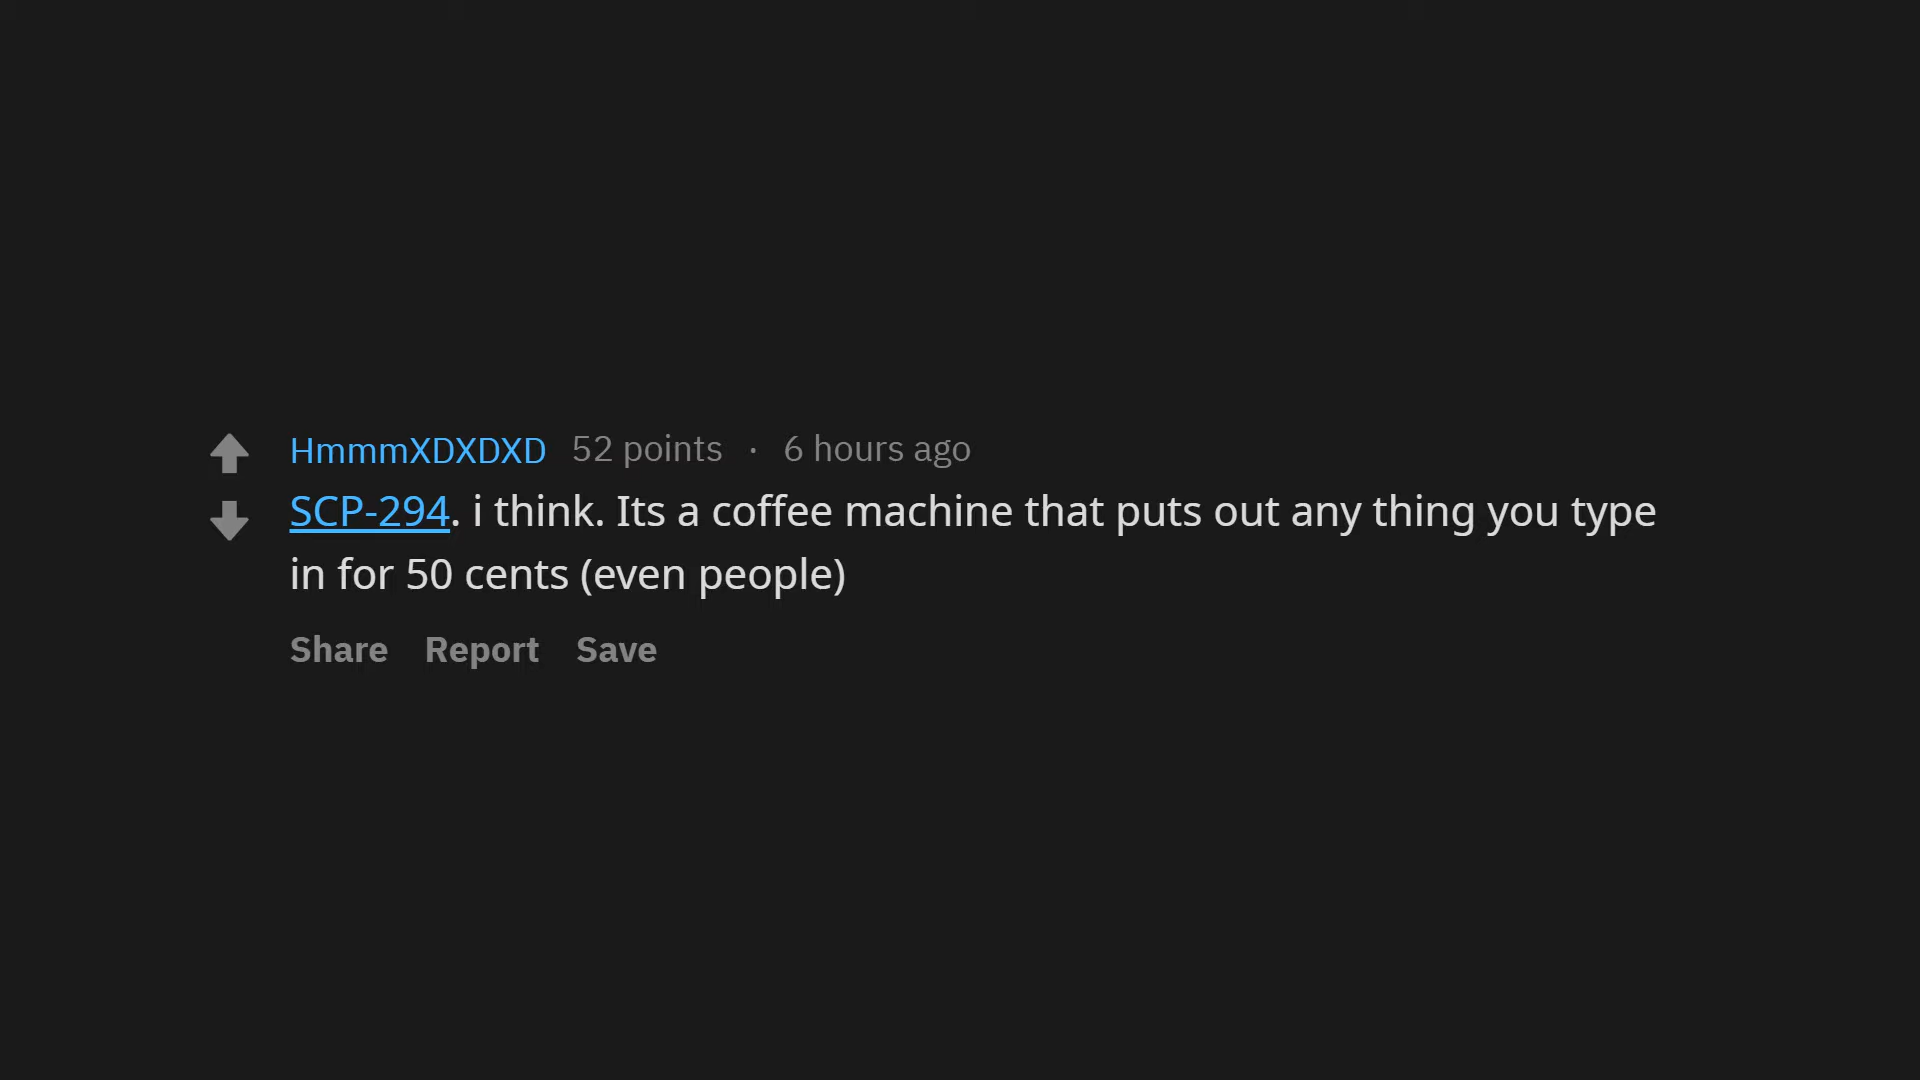 HmmmXDXDXD 52 points · 6 hours ago
SCP-294. i think. Its a coffee machine that puts out any thing you type
in for 50 cents (even people)
Share Report Save